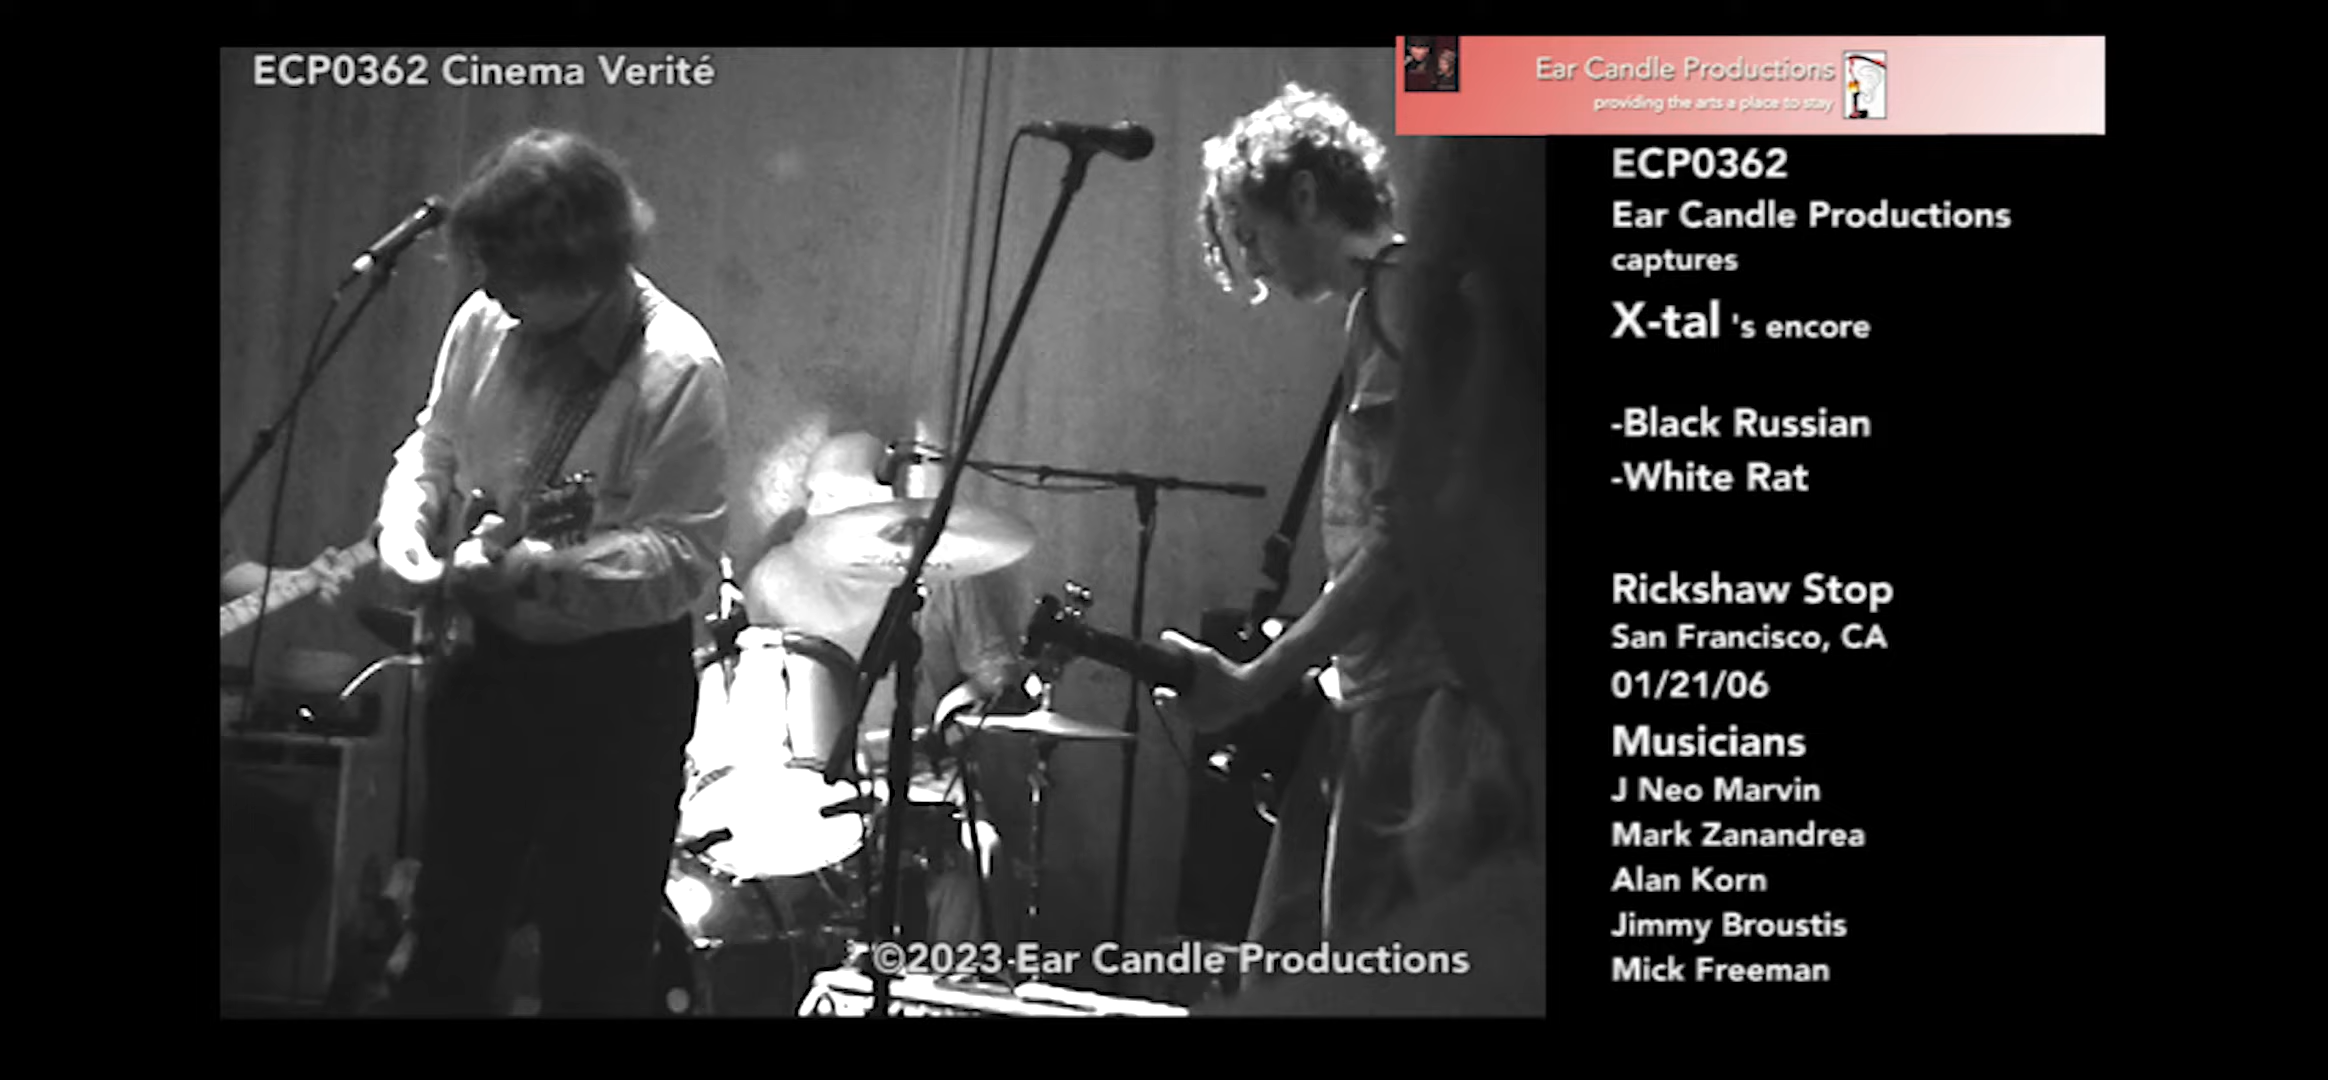 ECP0362 Cinema Verité
Ear Candle Productions
providing the arts a place to stay
ECP0362
Ear Candle Productions
captures
X-tal 's encore
-Black Russian
-White Rat
Rickshaw Stop
San Francisco, CA
01/21/06
Musicians
J Neo Marvin
Mark Zanandrea
Alan Korn
Jimmy Broustis
Mick Freeman
©2023 Ear Candle Productions